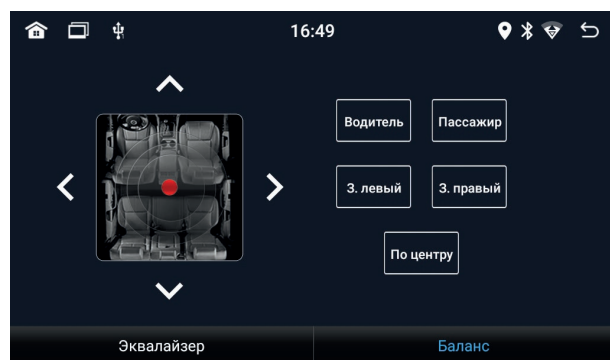 16:49
Водитель Пассажир
З. левый З. правый
По центру
Эквалайзер Баланс